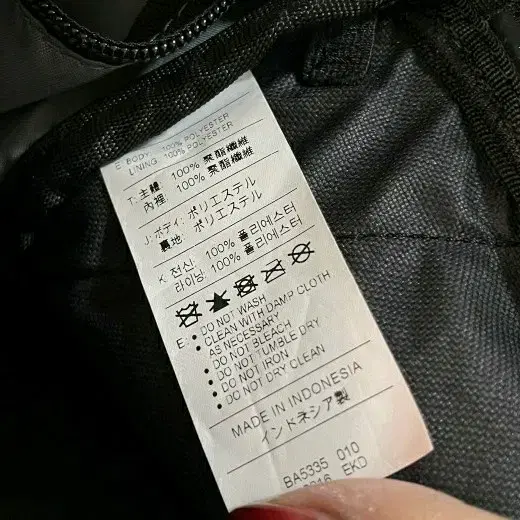 E: BODY: 100% POLYESTER
LINING: 100% POLYESTER
T: 主體 100% 聚酯纖維
內裡: 100% 聚酯纖維
J: ボディ: ポリエステル
裏地: ポリエステル
K: 전신: 100% 폴리에스터
라이닝: 100% 폴리에스터
E: • DO NOT WASH
• CLEAN WITH DAMP CLOTH
AS NECESSARY
• DO NOT BLEACH
• DO NOT TUMBLE DRY
• DO NOT IRON
• DO NOT DRY CLEAN
MADE IN INDONESIA
インドネシア製
BA5335 010
EKD